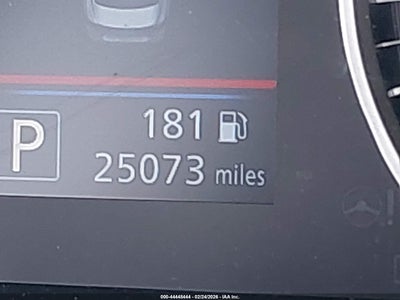 181
P
25073 miles
000-44448444 - 02/24/2026 - IAA Inc.